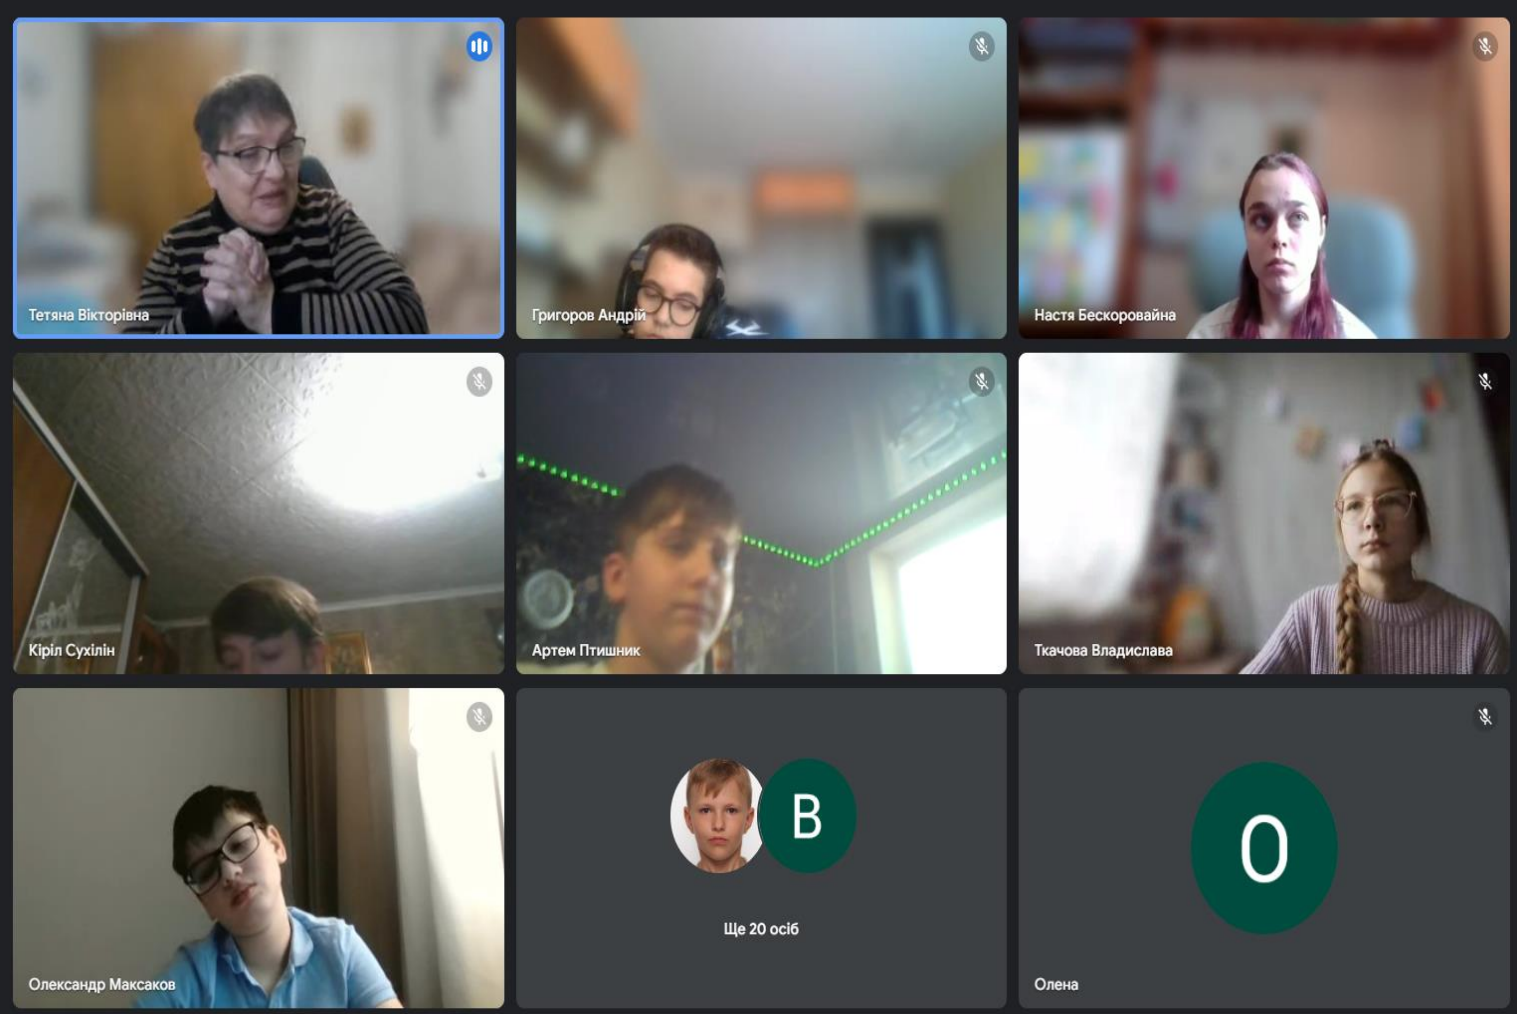 Тетяна Вікторівна
Григоров Андрій
Настя Бескоровайна
Кіріл Сухілін
Артем Птишник
Ткачова Владислава
Олександр Максаков
В
Ще 20 осіб
О
Олена